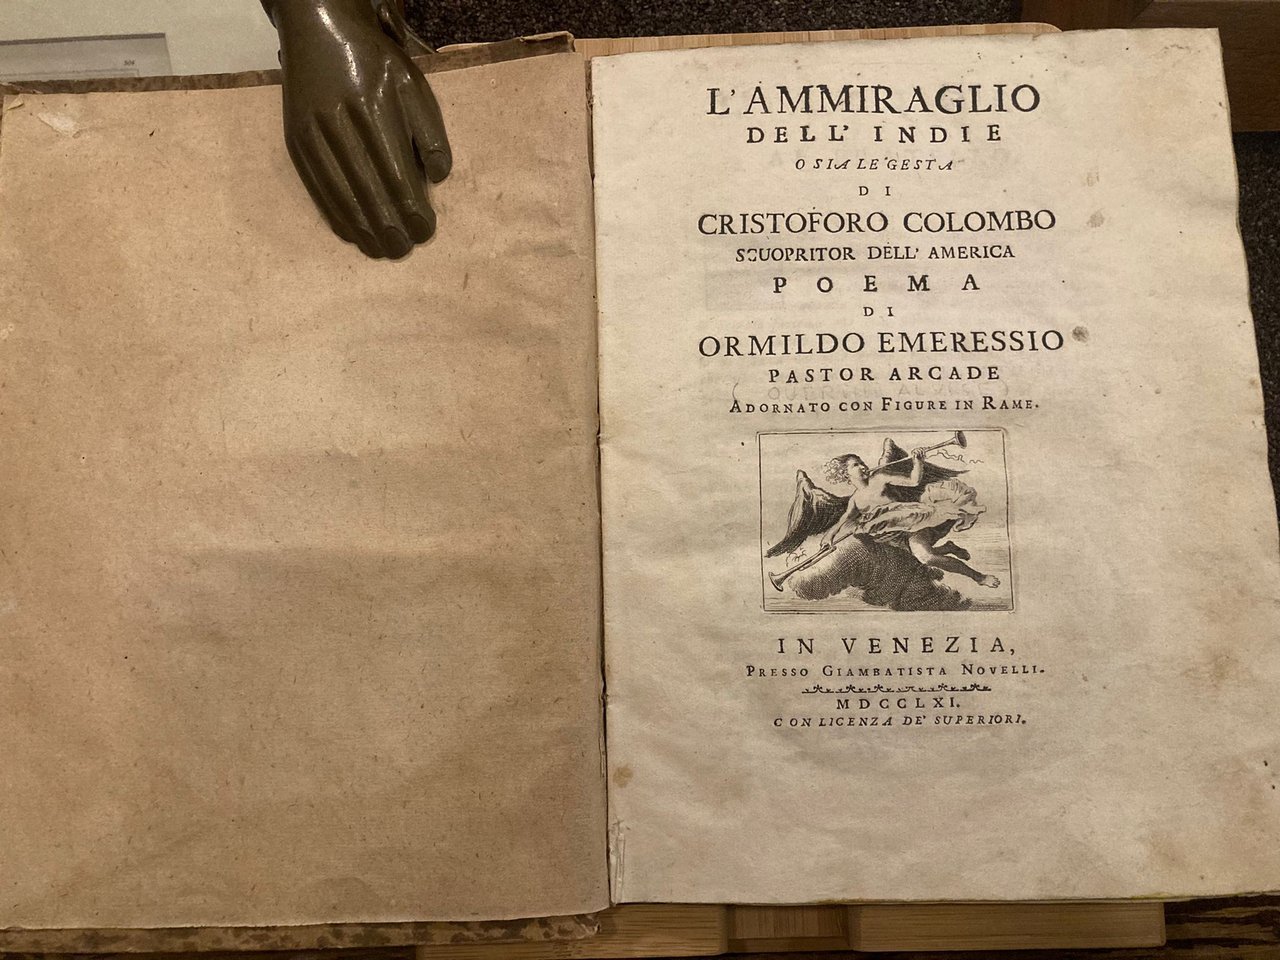 504
L'AMMIRAGLIO
DELL' INDIE
O SIA LE GESTA
DI
CRISTOFORO COLOMBO
SCUOPRITOR DELL' AMERICA
POEMA
DI
ORMILDO EMERESSIO
PASTOR ARCADE
ADORNATO CON FIGURE IN RAME.
IN VENEZIA,
PRESSO GIAMBATISTA NOVELLI.
MDCCLXI.
CON LICENZA DE' SUPERIORI.